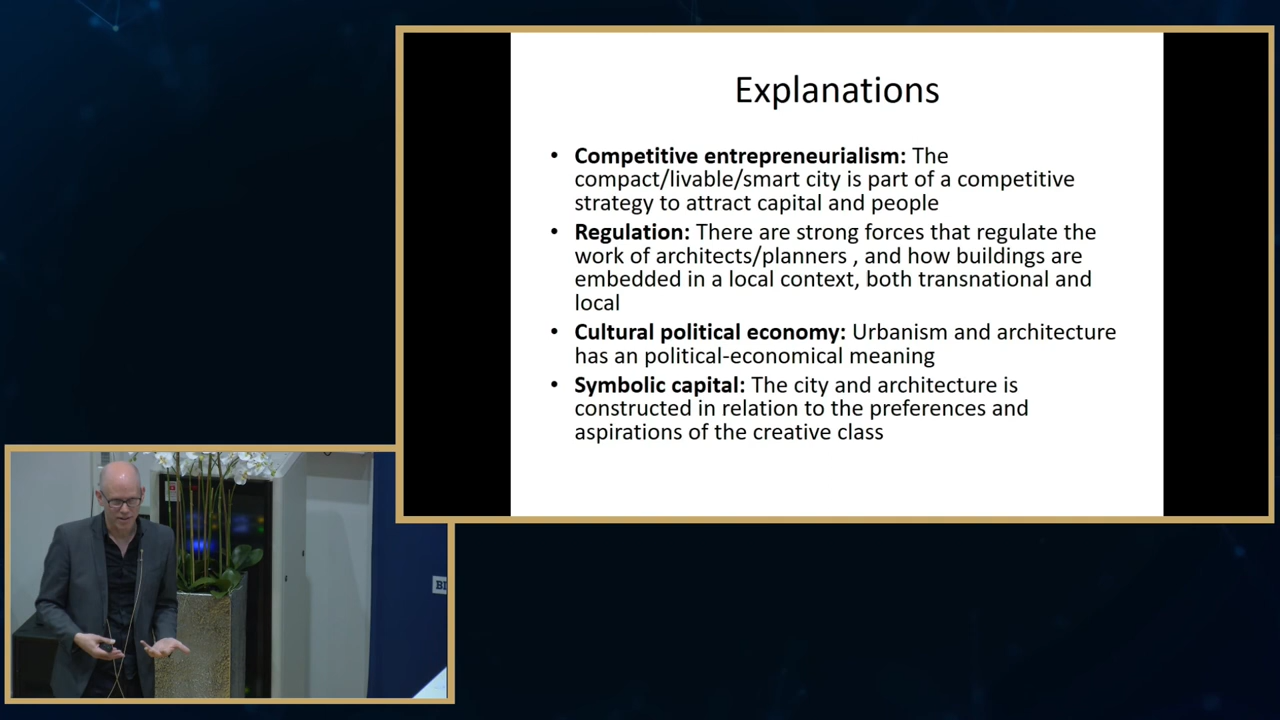 Explanations
• Competitive entrepreneurialism: The
compact/livable/smart city is part of a competitive
strategy to attract capital and people
• Regulation: There are strong forces that regulate the
work of architects/planners , and how buildings are
embedded in a local context, both transnational and
local
• Cultural political economy: Urbanism and architecture
has an political-economical meaning
• Symbolic capital: The city and architecture is
constructed in relation to the preferences and
aspirations of the creative class